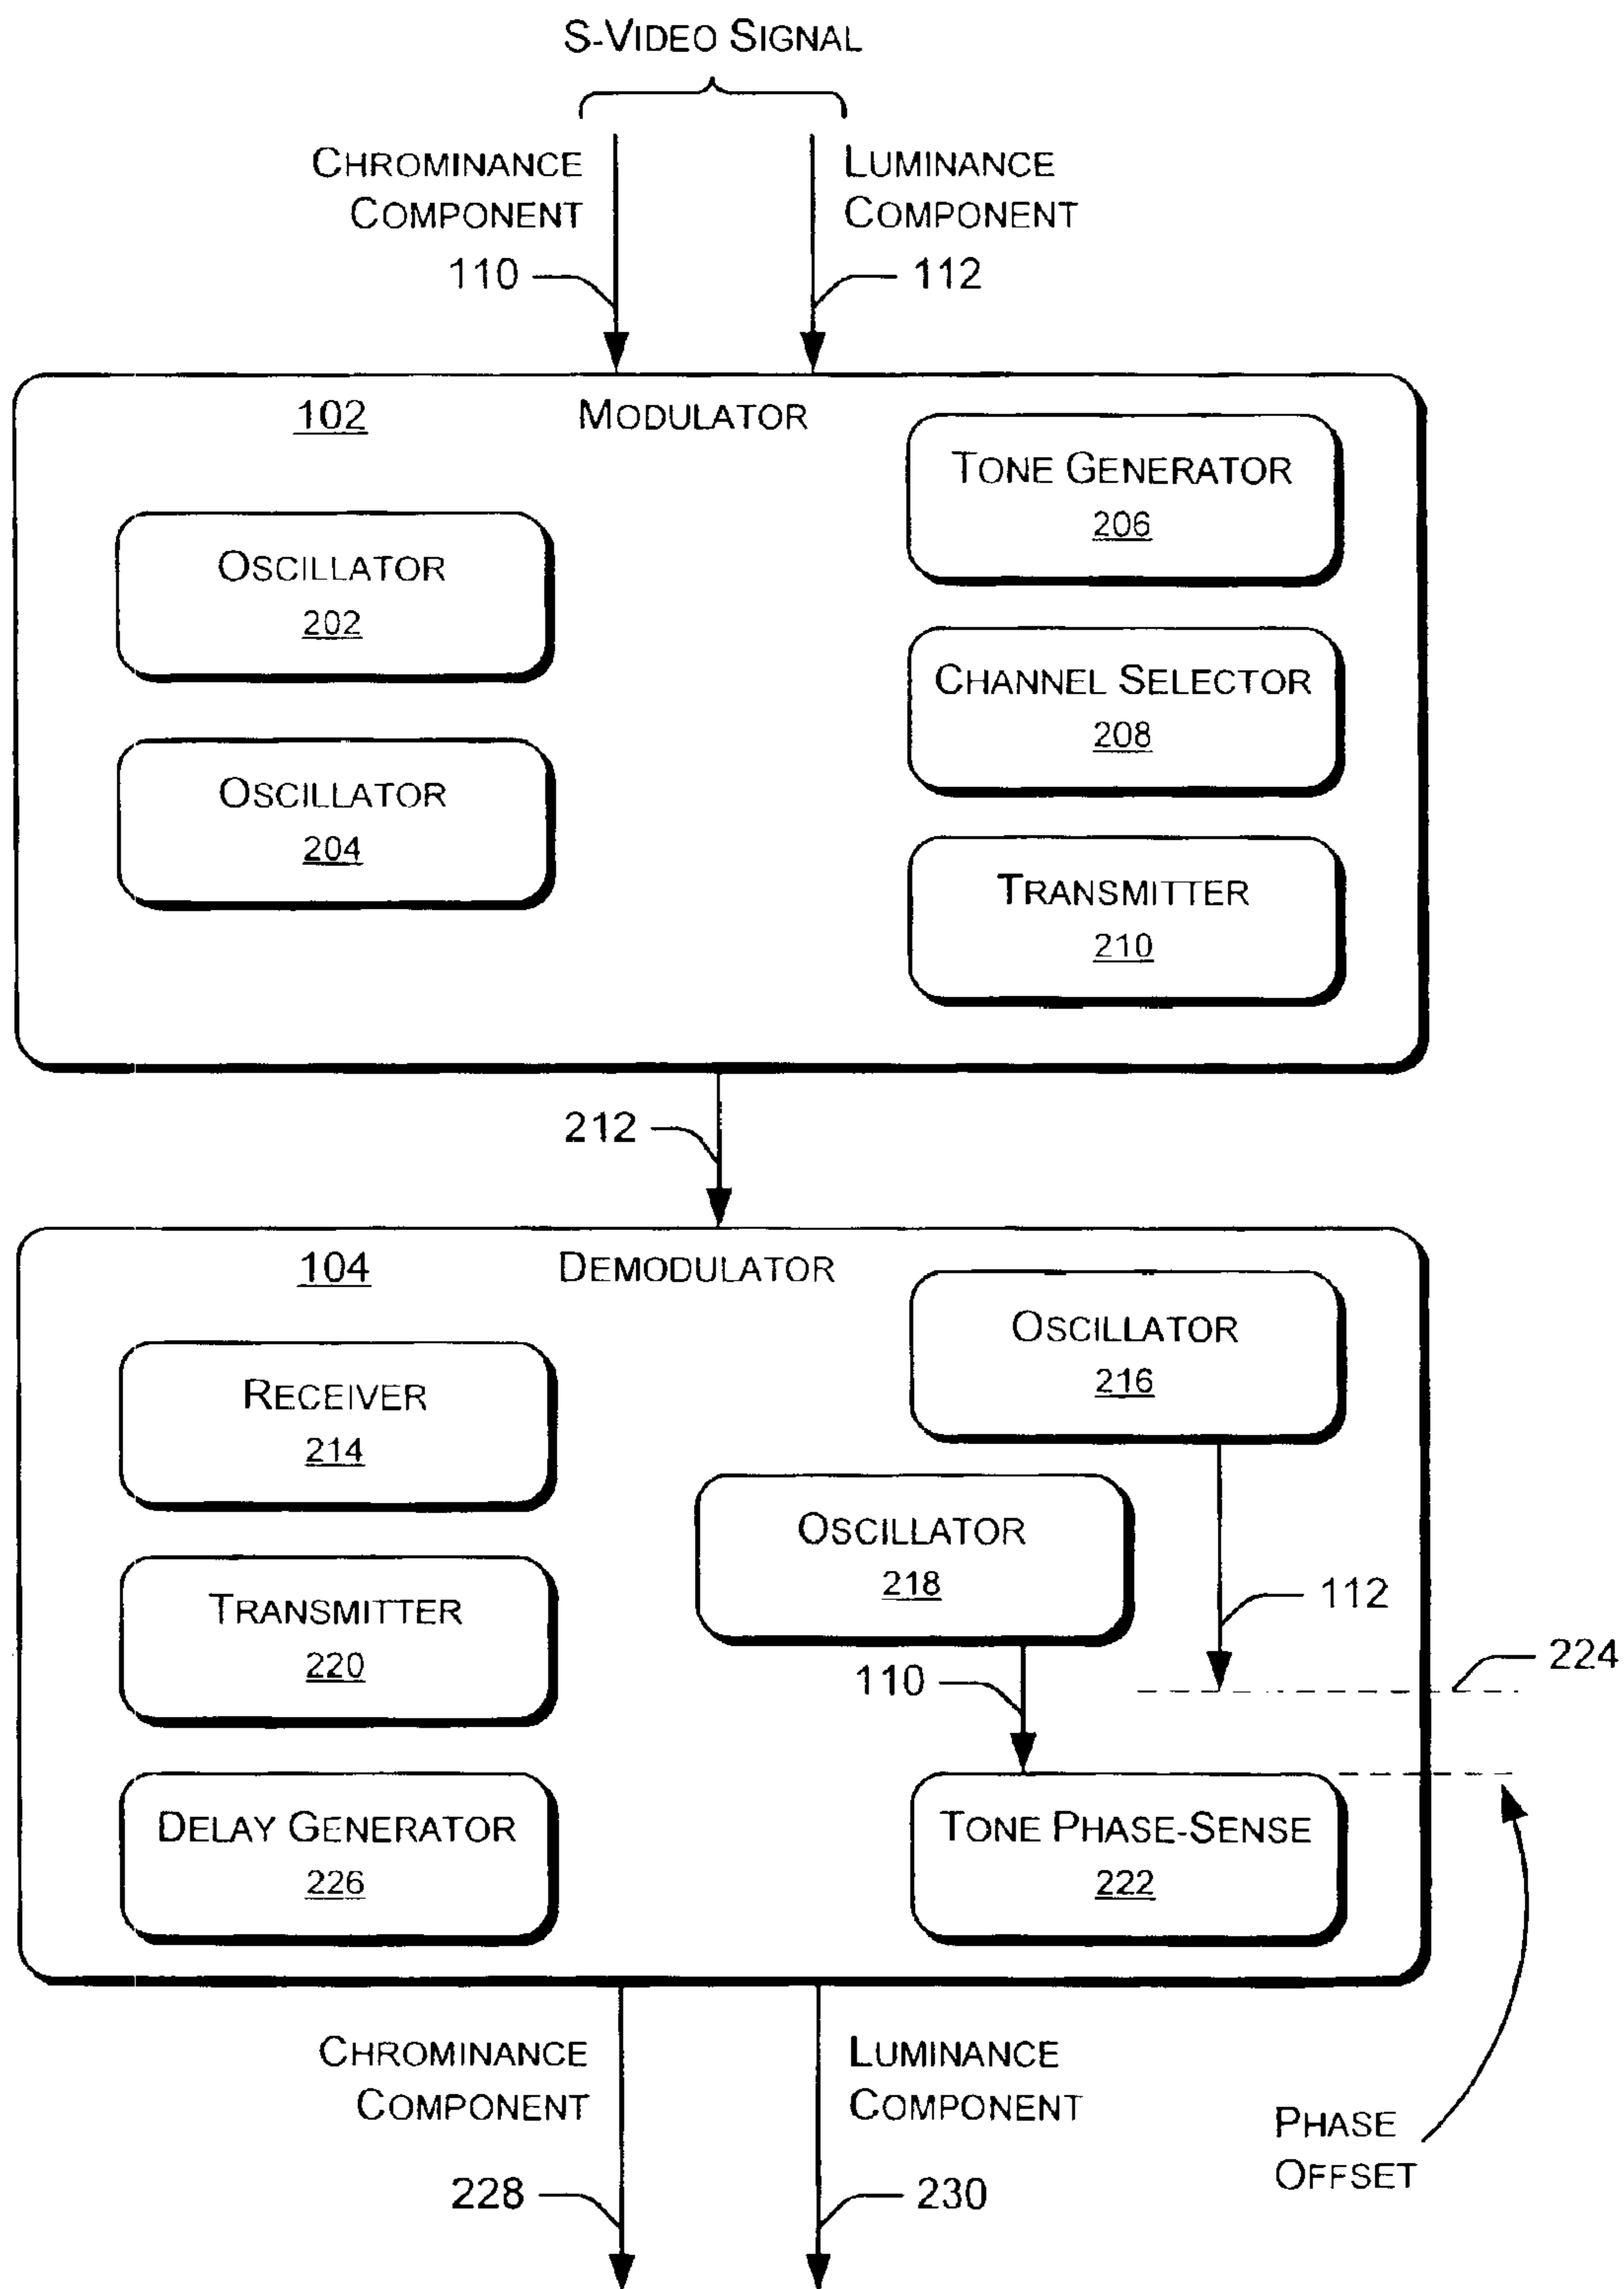 S-VIDEO SIGNAL
CHROMINANCE
COMPONENT
110
LUMINANCE
COMPONENT
112
102
MODULATOR
OSCILLATOR
202
OSCILLATOR
204
TONE GENERATOR
206
CHANNEL SELECTOR
208
TRANSMITTER
210
212
104
DEMODULATOR
RECEIVER
214
TRANSMITTER
220
DELAY GENERATOR
226
OSCILLATOR
216
OSCILLATOR
218
112
110
224
TONE PHASE-SENSE
222
CHROMINANCE
COMPONENT
228
LUMINANCE
COMPONENT
230
PHASE
OFFSET